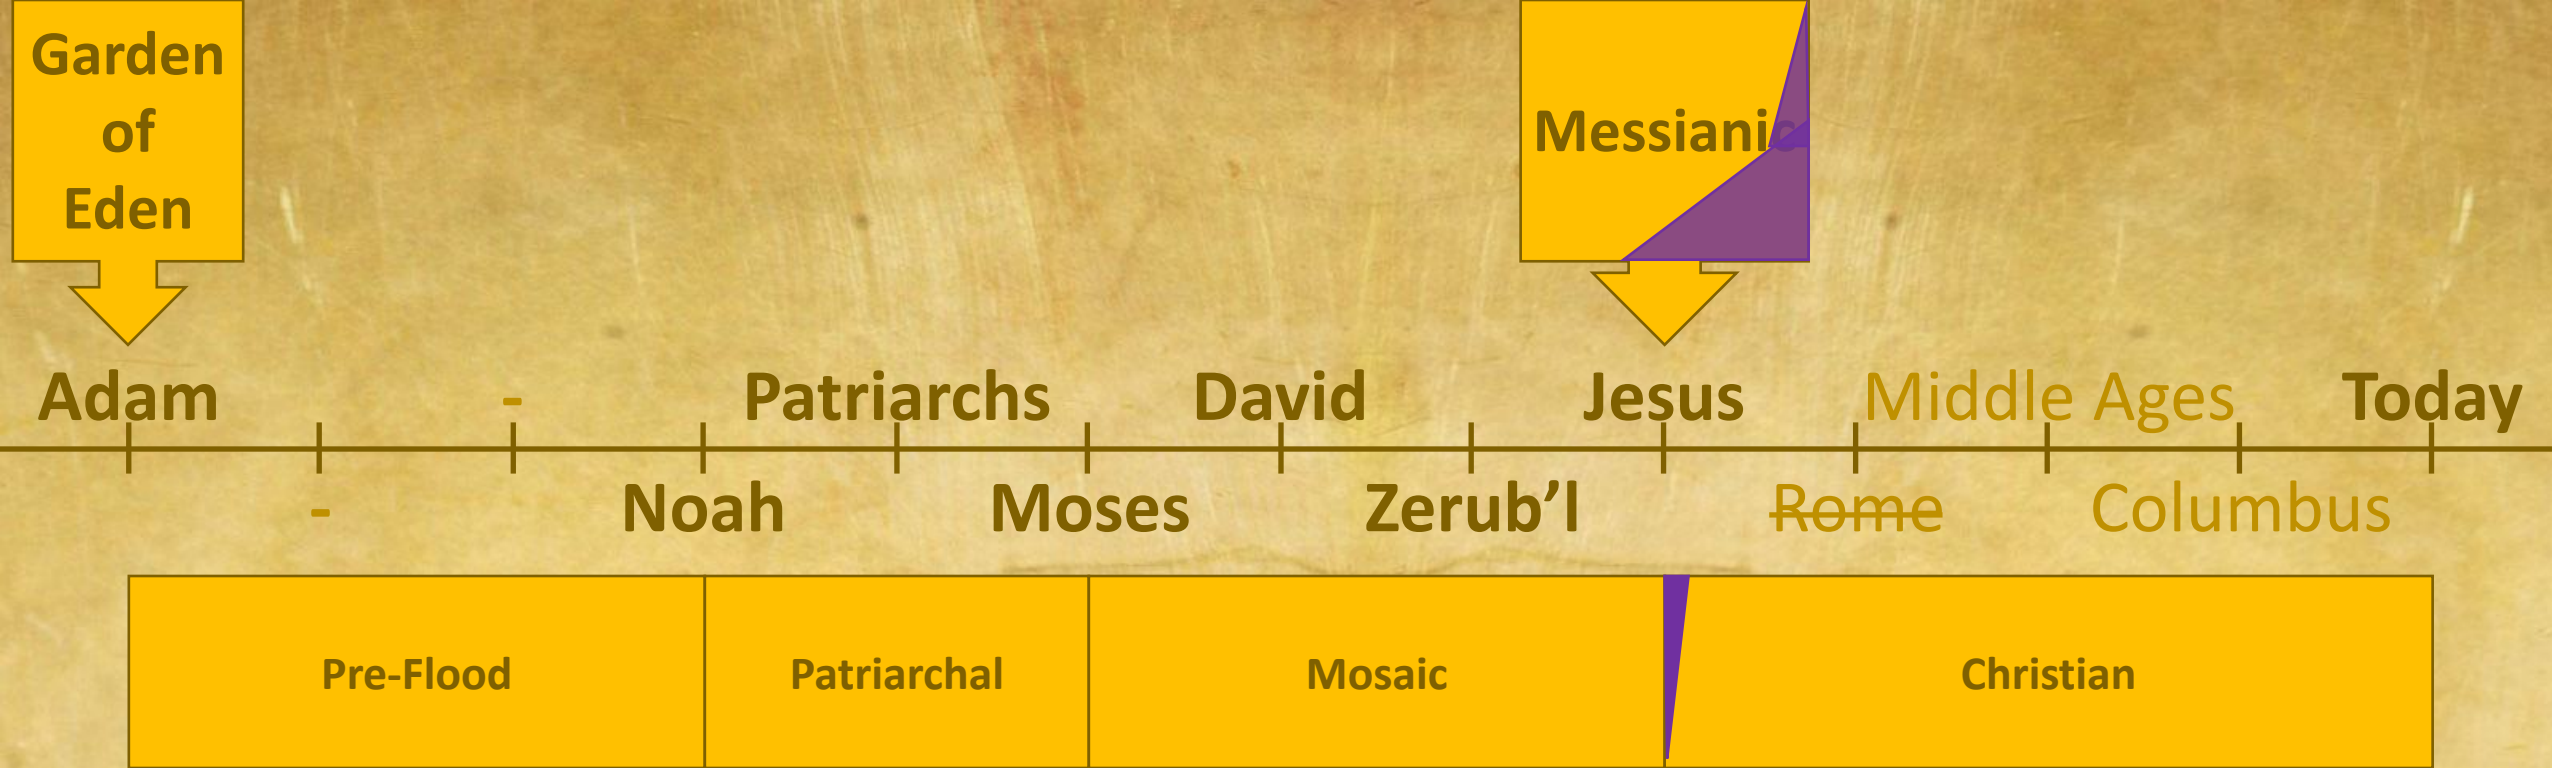 Garden
of
Eden
Messianic
Adam - Patriarchs David Jesus Middle Ages Today
- Noah Moses Zerub’l Rome Columbus
Pre-Flood Patriarchal Mosaic Christian